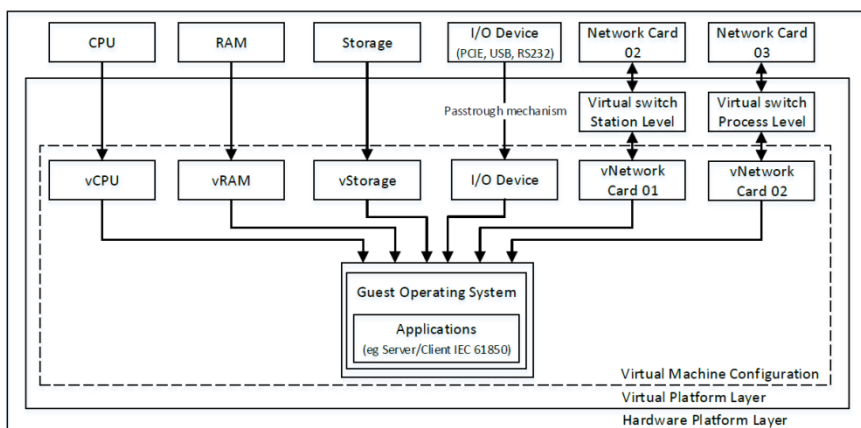 CPU
RAM
Storage
I/O Device
(PCIE, USB, RS232)
Network Card
02
Network Card
03
Passtrough mechanism
Virtual switch
Station Level
Virtual switch
Process Level
vCPU
vRAM
vStorage
I/O Device
vNetwork
Card 01
vNetwork
Card 02
Guest Operating System
Applications
(eg Server/Client IEC 61850)
Virtual Machine Configuration
Virtual Platform Layer
Hardware Platform Layer